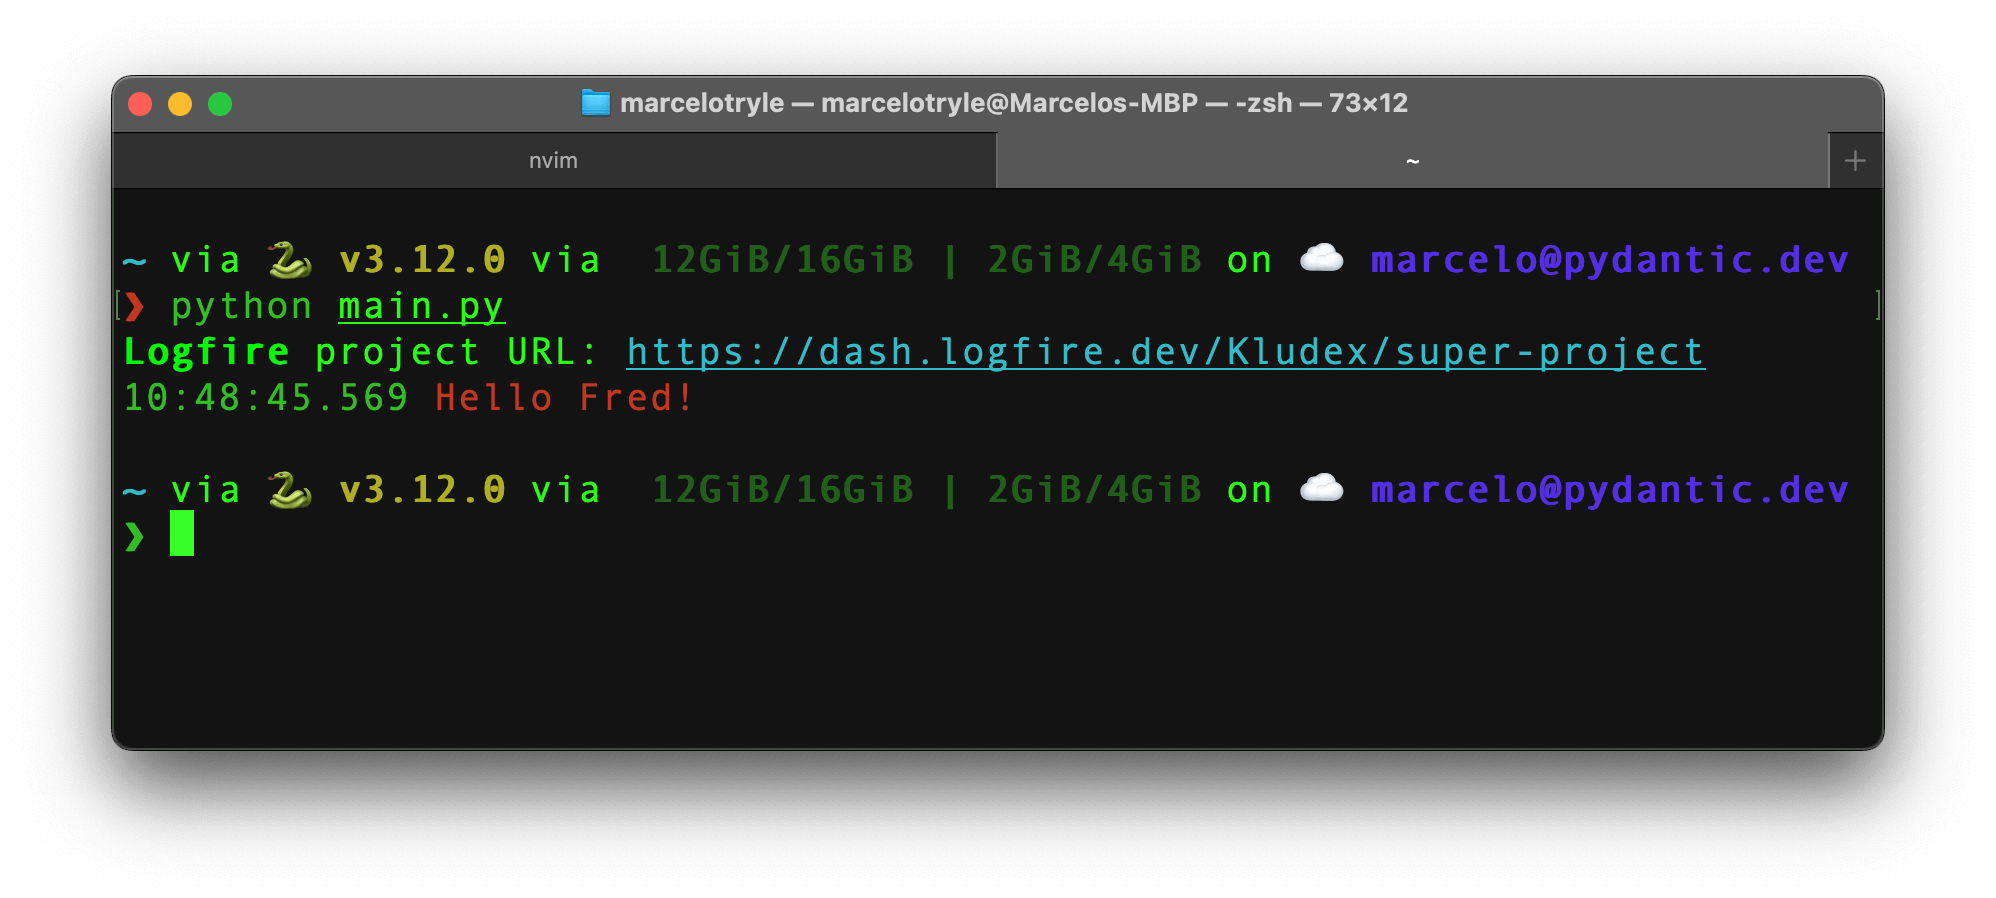 marcelotryle — marcelotryle@Marcelos-MBP — -zsh — 73×12
nvim
~
~ via 🐍 v3.12.0 via 12GiB/16GiB | 2GiB/4GiB on ☁️ marcelo@pydantic.dev
[❯ python main.py ]
Logfire project URL: https://dash.logfire.dev/Kludex/super-project
10:48:45.569 Hello Fred!
~ via 🐍 v3.12.0 via 12GiB/16GiB | 2GiB/4GiB on ☁️ marcelo@pydantic.dev
❯